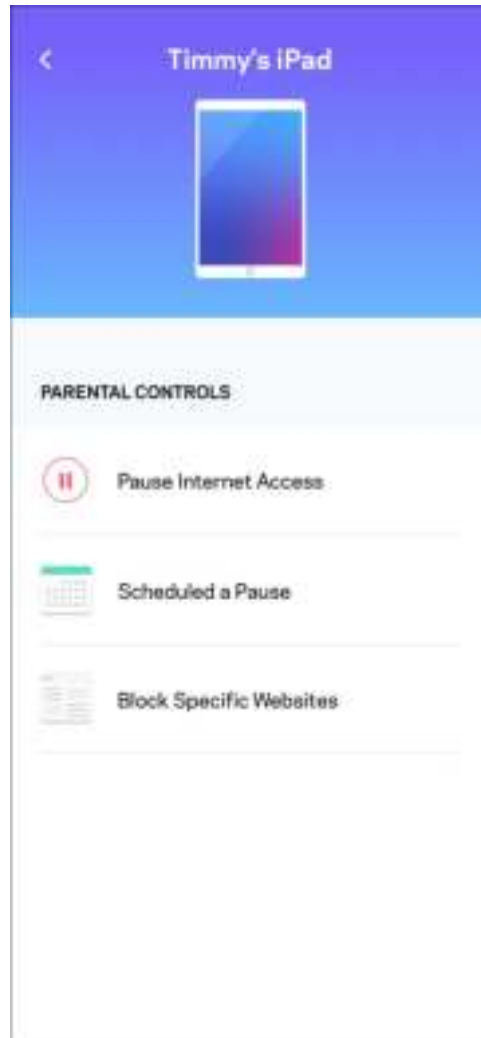 Timmy's iPad
PARENTAL CONTROLS
Pause Internet Access
Scheduled a Pause
Block Specific Websites